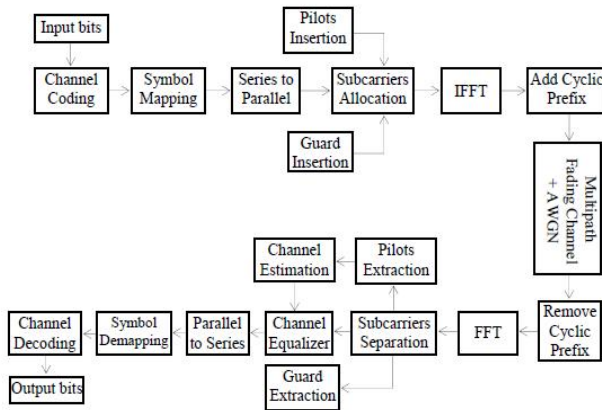 Input bits
Channel
Coding
Symbol
Mapping
Series to
Parallel
Pilots
Insertion
Subcarriers
Allocation
Guard
Insertion
IFFT
Add Cyclic
Prefix
Multipath
Fading Channel
+ AWGN
Remove
Cyclic
Prefix
FFT
Subcarriers
Separation
Pilots
Extraction
Guard
Extraction
Channel
Estimation
Channel
Equalizer
Parallel
to Series
Symbol
Demapping
Channel
Decoding
Output bits